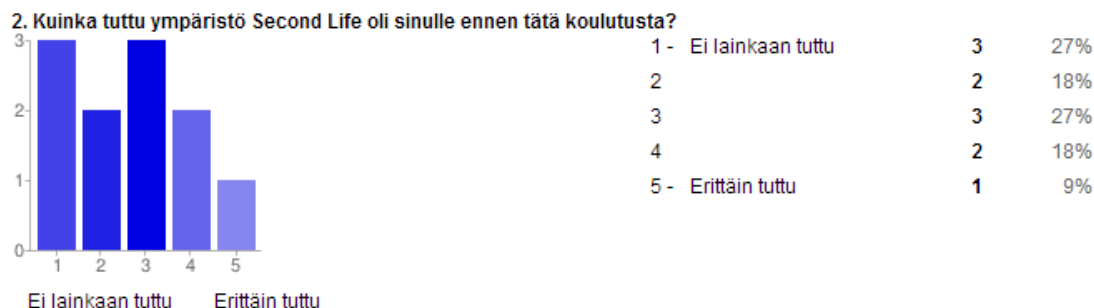 2. Kuinka tuttu ympäristö Second Life oli sinulle ennen tätä koulutusta?
3
2
1
0
1 2 3 4 5
Ei lainkaan tuttu Erittäin tuttu
1 - Ei lainkaan tuttu 3 27%
2 2 18%
3 3 27%
4 2 18%
5 - Erittäin tuttu 1 9%